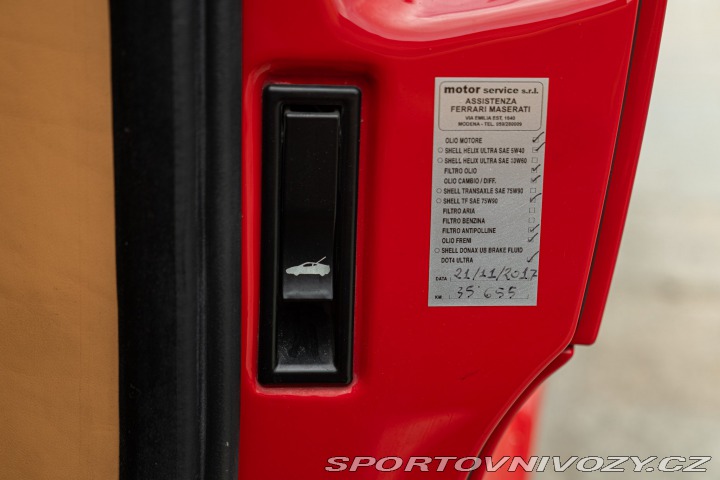 motor service s.r.l.
ASSISTENZA
FERRARI MASERATI
VIA EMILIA EST, 1040
MODENA - TEL.
OLIO MOTORE
SHELL HELIX ULTRA SAE 5W40
SHELL HELIX ULTRA SAE 10W60
FILTRO OLIO
OLIO CAMBIO / DIFF.
SHELL TRANSAXLE SAE 75W90
SHELL TF SAE 75W90
FILTRO ARIA
FILTRO BENZINA
FILTRO ANTIPOLLINE
OLIO FRENI
SHELL DONAX UB BRAKE FLUID
DOT4 ULTRA
DATA 21/11/2017
KM. 35'655
SPORTOVNIVOZY.CZ